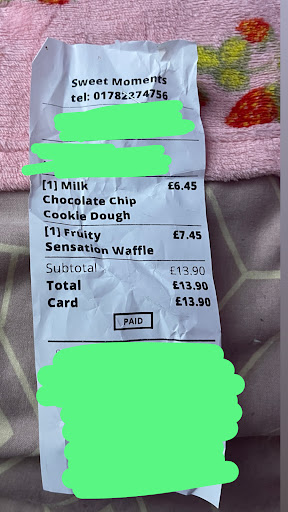 Sweet Moments
tel: 01782374756
[1] Milk £6.45
Chocolate Chip
Cookie Dough
[1] Fruity £7.45
Sensation Waffle
Subtotal £13.90
Total £13.90
Card £13.90
PAID